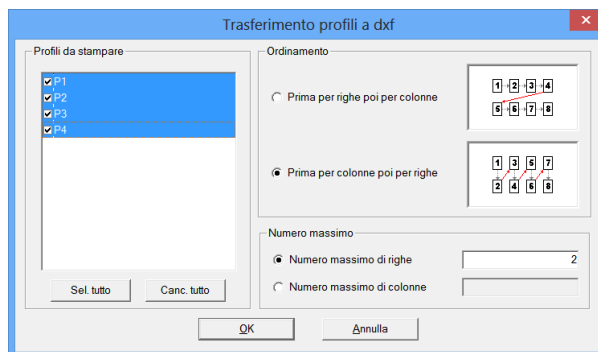 Trasferimento profili a dxf
Profili da stampare
P1
P2
P3
P4
Sel. tutto
Canc. tutto
Ordinamento
Prima per righe poi per colonne
1 2 3 4
5 6 7 8
Prima per colonne poi per righe
1 3 5 7
2 4 6 8
Numero massimo
Numero massimo di righe
2
Numero massimo di colonne
OK
Annulla